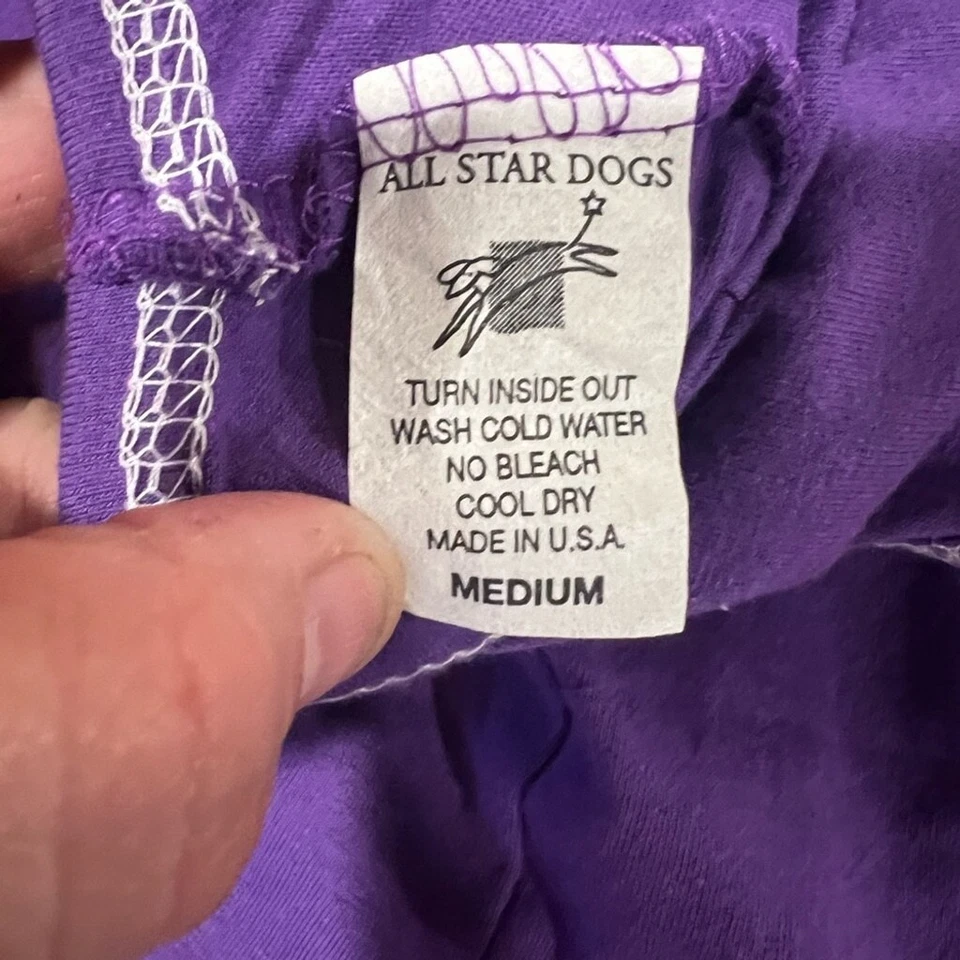 ALL STAR DOGS
TURN INSIDE OUT
WASH COLD WATER
NO BLEACH
COOL DRY
MADE IN U.S.A.
MEDIUM